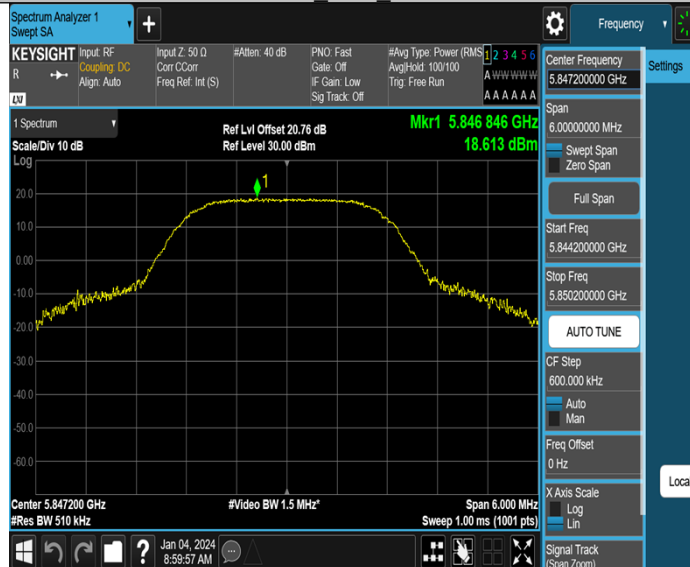 Spectrum Analyzer 1
Swept SA
Frequency
KEYSIGHT
R
LXI
Input: RF
Coupling: DC
Align: Auto
Input Z: 50 Ω
Corr CCorr
Freq Ref: Int (S)
#Atten: 40 dB
PNO: Fast
Gate: Off
IF Gain: Low
Sig Track: Off
#Avg Type: Power (RMS
Avg|Hold: 100/100
Trig: Free Run
1 2 3 4 5 6
A W W W W W
A A A A A A
1 Spectrum
Scale/Div 10 dB
Log
Ref Lvl Offset 20.76 dB
Ref Level 30.00 dBm
Mkr1 5.846 846 GHz
18.613 dBm
1
20.0
10.0
0.00
-10.0
-20.0
-30.0
-40.0
-50.0
-60.0
Center 5.847200 GHz
#Res BW 510 kHz
#Video BW 1.5 MHz*
Span 6.000 MHz
Sweep 1.00 ms (1001 pts)
?
Jan 04, 2024
8:59:57 AM
Center Frequency
5.847200000 GHz
Span
6.00000000 MHz
Swept Span
Zero Span
Full Span
Start Freq
5.844200000 GHz
Stop Freq
5.850200000 GHz
AUTO TUNE
CF Step
600.000 kHz
Auto
Man
Freq Offset
0 Hz
X Axis Scale
Log
Lin
Signal Track
(Span Zoom)
Settings
Loca